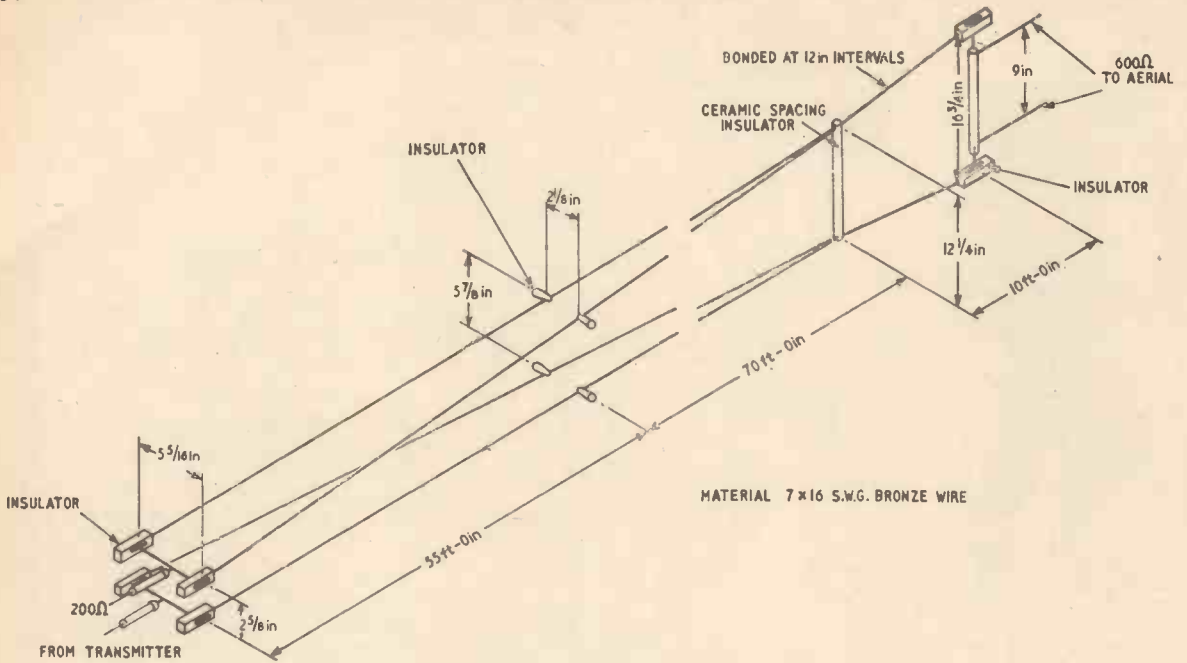 BONDED AT 12in INTERVALS
9in
600Ω
TO AERIAL
16 3/4in
CERAMIC SPACING
INSULATOR
INSULATOR
2 1/8in
INSULATOR
5 7/8in
12 1/4in
10ft-0in
70ft-0in
5 5/16in
MATERIAL 7×16 S.W.G. BRONZE WIRE
INSULATOR
55ft-0in
200Ω
2 5/8in
FROM TRANSMITTER